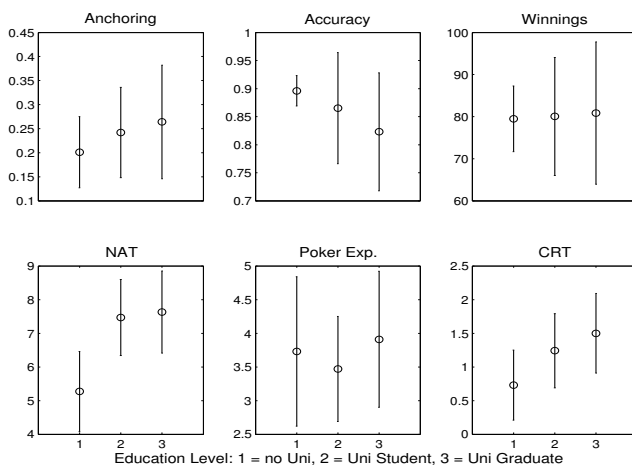 Anchoring Accuracy Winnings
0.45 1 100
0.4 0.95 90
0.35 0.9 80
0.3 0.85 70
0.25 0.8 60
0.2 0.75
0.15 0.7
0.1
NAT Poker Exp. CRT
9 5 2.5
8 4.5 2
7 4 1.5
6 3.5 1
5 3 0.5
4 2.5 0
1 2 3 1 2 3 1 2 3
Education Level: 1 = no Uni, 2 = Uni Student, 3 = Uni Graduate